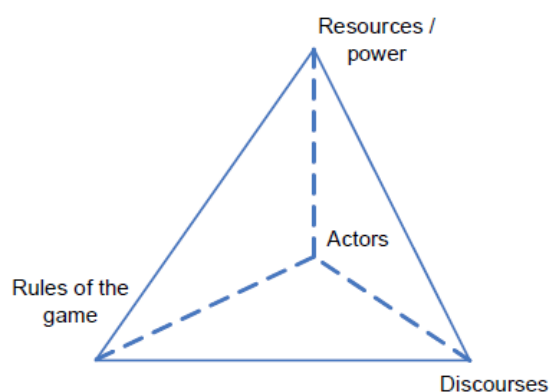 Resources /
power
Actors
Rules of the
game
Discourses